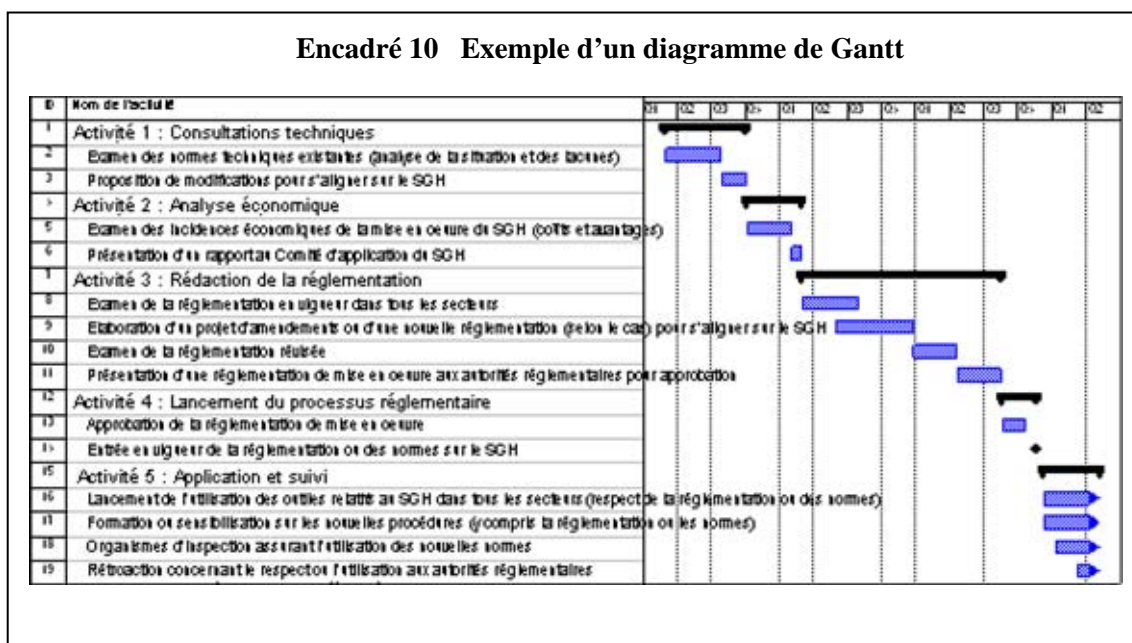 Encadré 10 Exemple d'un diagramme de Gantt
ID Nom de l'activité Q1 Q2 Q3 Q4 Q1 Q2 Q3 Q4 Q1 Q2 Q3 Q4 Q1 Q2
1 Activité 1 : Consultations techniques
2 Examen des normes techniques existantes (analyse de la situation et des lacunes)
3 Proposition de modifications pour s'aligner sur le SGH
4 Activité 2 : Analyse économique
5 Examen des incidences économiques de la mise en oeuvre du SGH (coûts et avantages)
6 Présentation d'un rapport au Comité d'application du SGH
7 Activité 3 : Rédaction de la réglementation
8 Examen de la réglementation en vigueur dans tous les secteurs
9 Elaboration d'un projet d'amendements ou d'une nouvelle réglementation (selon le cas) pour s'aligner sur le SGH
10 Examen de la réglementation révisée
11 Présentation d'une réglementation de mise en oeuvre aux autorités réglementaires pour approbation
12 Activité 4 : Lancement du processus réglementaire
13 Approbation de la réglementation de mise en oeuvre
14 Entrée en vigueur de la réglementation ou des normes sur le SGH
15 Activité 5 : Application et suivi
16 Lancement de l'utilisation des outils relatifs au SGH dans tous les secteurs (respect de la réglementation ou des normes)
17 Formation ou sensibilisation sur les nouvelles procédures (y compris la réglementation ou les normes)
18 Organismes d'inspection assurant l'utilisation des nouvelles normes
19 Rétroaction concernant le respect ou l'utilisation aux autorités réglementaires